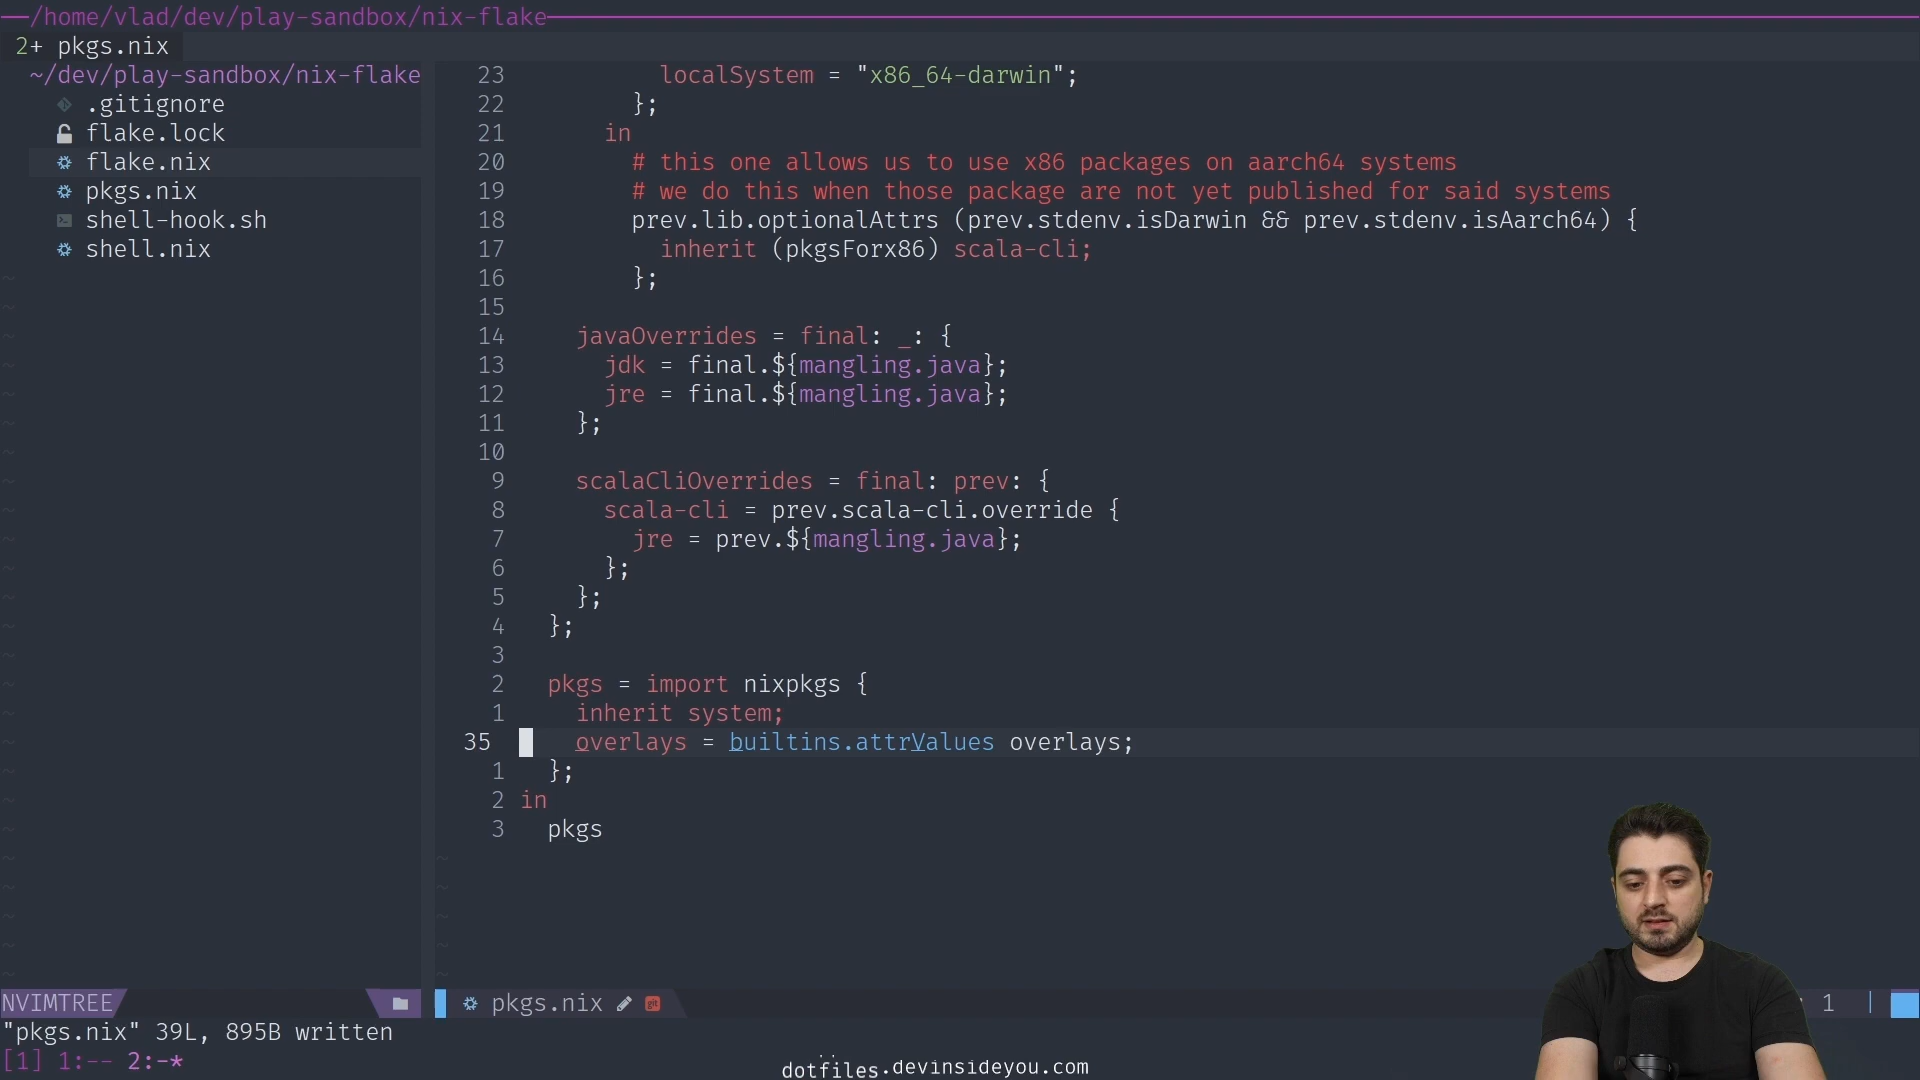 /home/vlad/dev/play-sandbox/nix-flake
2+ pkgs.nix
~/dev/play-sandbox/nix-flake
.gitignore
flake.lock
flake.nix
pkgs.nix
shell-hook.sh
shell.nix
23 localSystem = "x86_64-darwin";
22 };
21 in
20 # this one allows us to use x86 packages on aarch64 systems
19 # we do this when those package are not yet published for said systems
18 prev.lib.optionalAttrs (prev.stdenv.isDarwin && prev.stdenv.isAarch64) {
17 inherit (pkgsForx86) scala-cli;
16 };
15
14 javaOverrides = final: _: {
13 jdk = final.${mangling.java};
12 jre = final.${mangling.java};
11 };
10
9 scalaCliOverrides = final: prev: {
8 scala-cli = prev.scala-cli.override {
7 jre = prev.${mangling.java};
6 };
5 };
4 };
3
2 pkgs = import nixpkgs {
1 inherit system;
35 overlays = builtins.attrValues overlays;
1 };
2 in
3 pkgs
NVIMTREE
pkgs.nix
1
"pkgs.nix" 39L, 895B written
[1] 1:-- 2:-*
dotfiles.devinsideyou.com